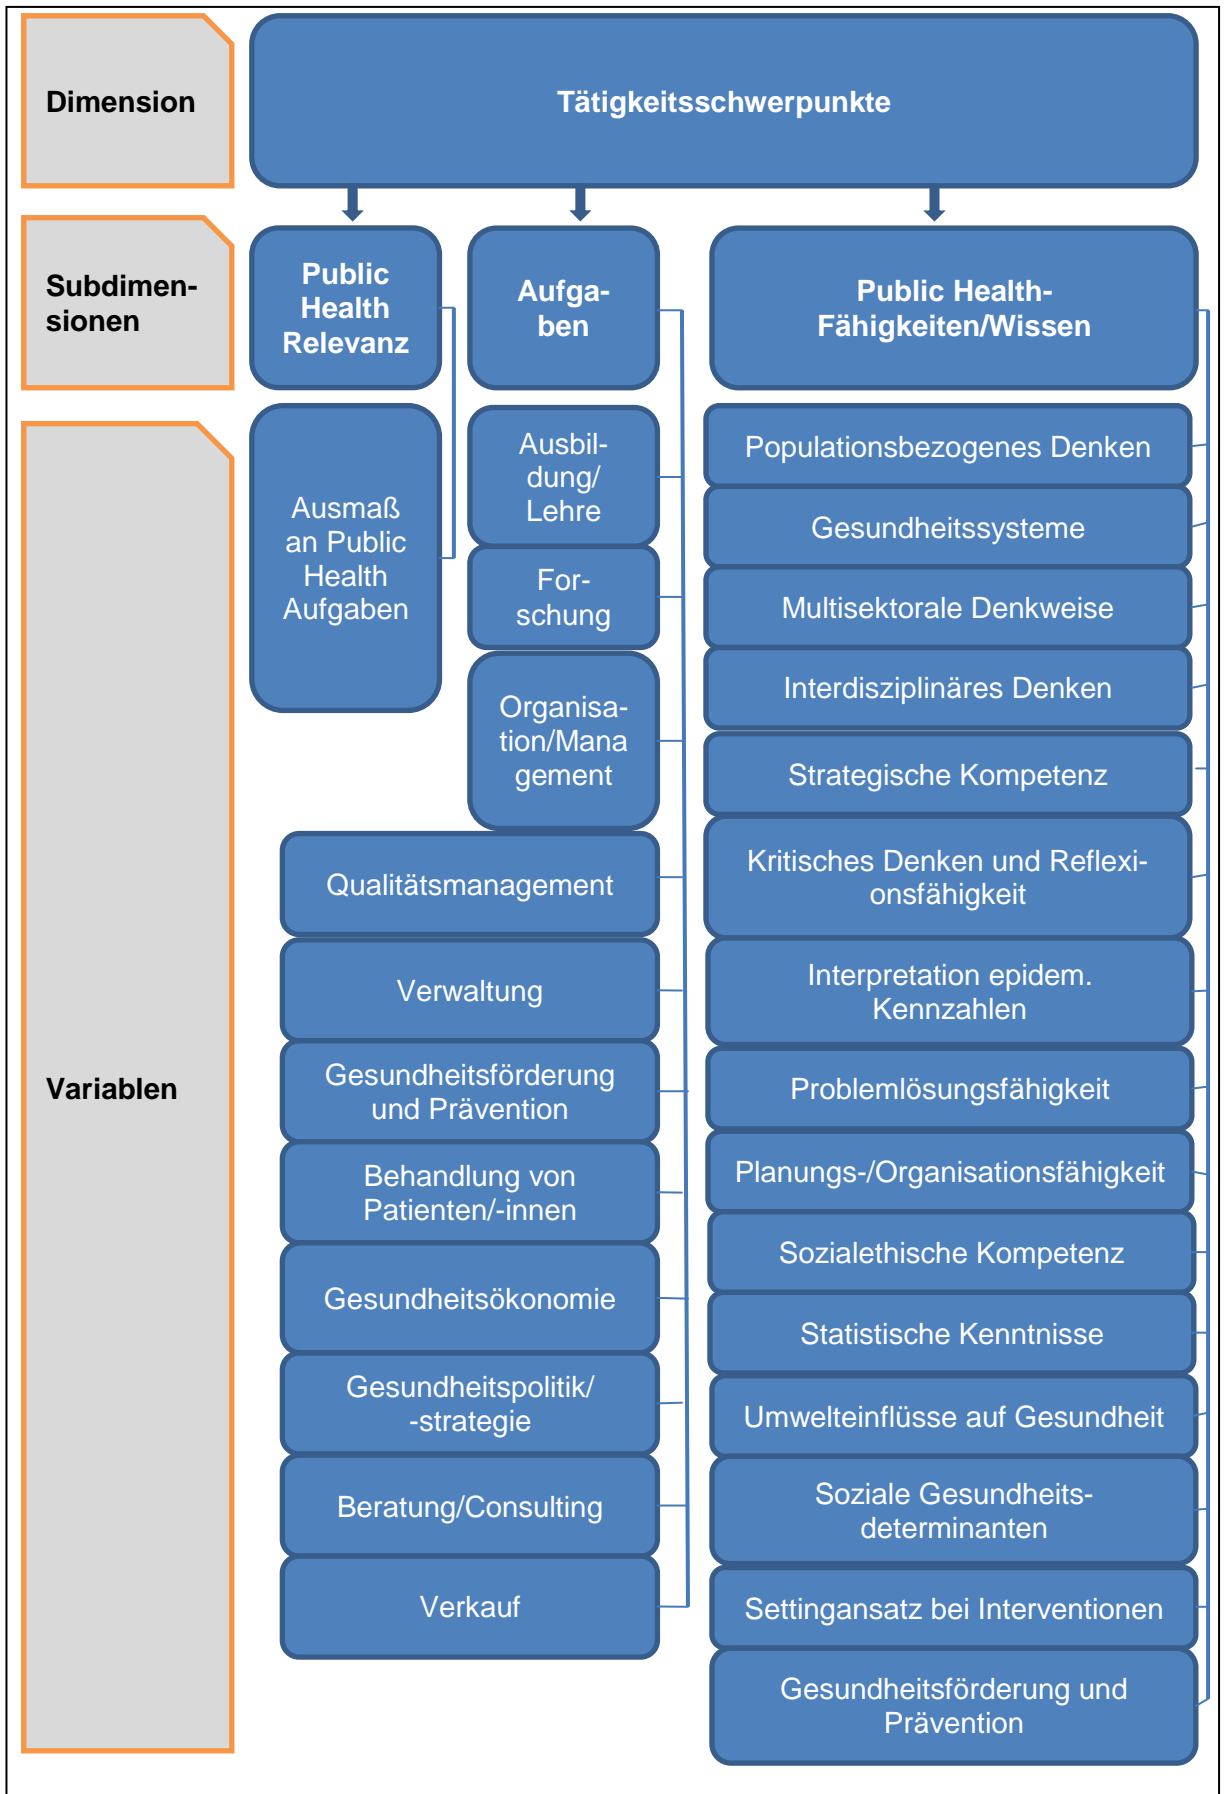 Dimension
Tätigkeitsschwerpunkte
Subdimen-
sionen
Public
Health
Relevanz
Aufga-
ben
Public Health-
Fähigkeiten/Wissen
Variablen
Ausmaß
an Public
Health
Aufgaben
Ausbil-
dung/
Lehre
For-
schung
Organisa-
tion/Mana
gement
Qualitätsmanagement
Verwaltung
Gesundheitsförderung
und Prävention
Behandlung von
Patienten/-innen
Gesundheitsökonomie
Gesundheitspolitik/
-strategie
Beratung/Consulting
Verkauf
Populationsbezogenes Denken
Gesundheitssysteme
Multisektorale Denkweise
Interdisziplinäres Denken
Strategische Kompetenz
Kritisches Denken und Reflexi-
onsfähigkeit
Interpretation epidem.
Kennzahlen
Problemlösungsfähigkeit
Planungs-/Organisationsfähigkeit
Sozialethische Kompetenz
Statistische Kenntnisse
Umwelteinflüsse auf Gesundheit
Soziale Gesundheits-
determinanten
Settingansatz bei Interventionen
Gesundheitsförderung und
Prävention